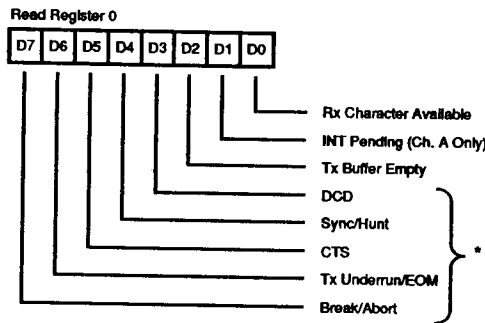 Read Register 0
D7 D6 D5 D4 D3 D2 D1 D0
Rx Character Available
INT Pending (Ch. A Only)
Tx Buffer Empty
DCD
Sync/Hunt
CTS
*
Tx Underrun/EOM
Break/Abort